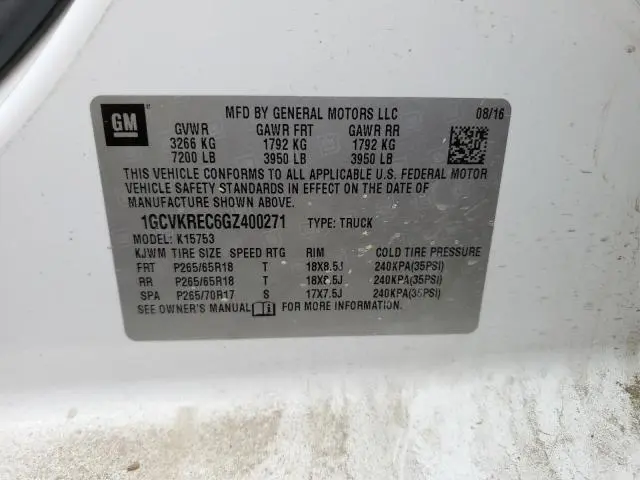 GM
MFD BY GENERAL MOTORS LLC 08/16
GVWR GAWR FRT GAWR RR
3266 KG 1792 KG 1792 KG
7200 LB 3950 LB 3950 LB
THIS VEHICLE CONFORMS TO ALL APPLICABLE U.S. FEDERAL MOTOR
VEHICLE SAFETY STANDARDS IN EFFECT ON THE DATE OF
MANUFACTURE SHOWN ABOVE.
1GCVKREC6GZ400271 TYPE: TRUCK
MODEL: K15753
KJWM TIRE SIZE SPEED RTG RIM COLD TIRE PRESSURE
FRT P265/65R18 T 18X8.5J 240KPA(35PSI)
RR P265/65R18 T 18X8.5J 240KPA(35PSI)
SPA P265/70R17 S 17X7.5J 240KPA(35PSI)
SEE OWNER'S MANUAL FOR MORE INFORMATION.